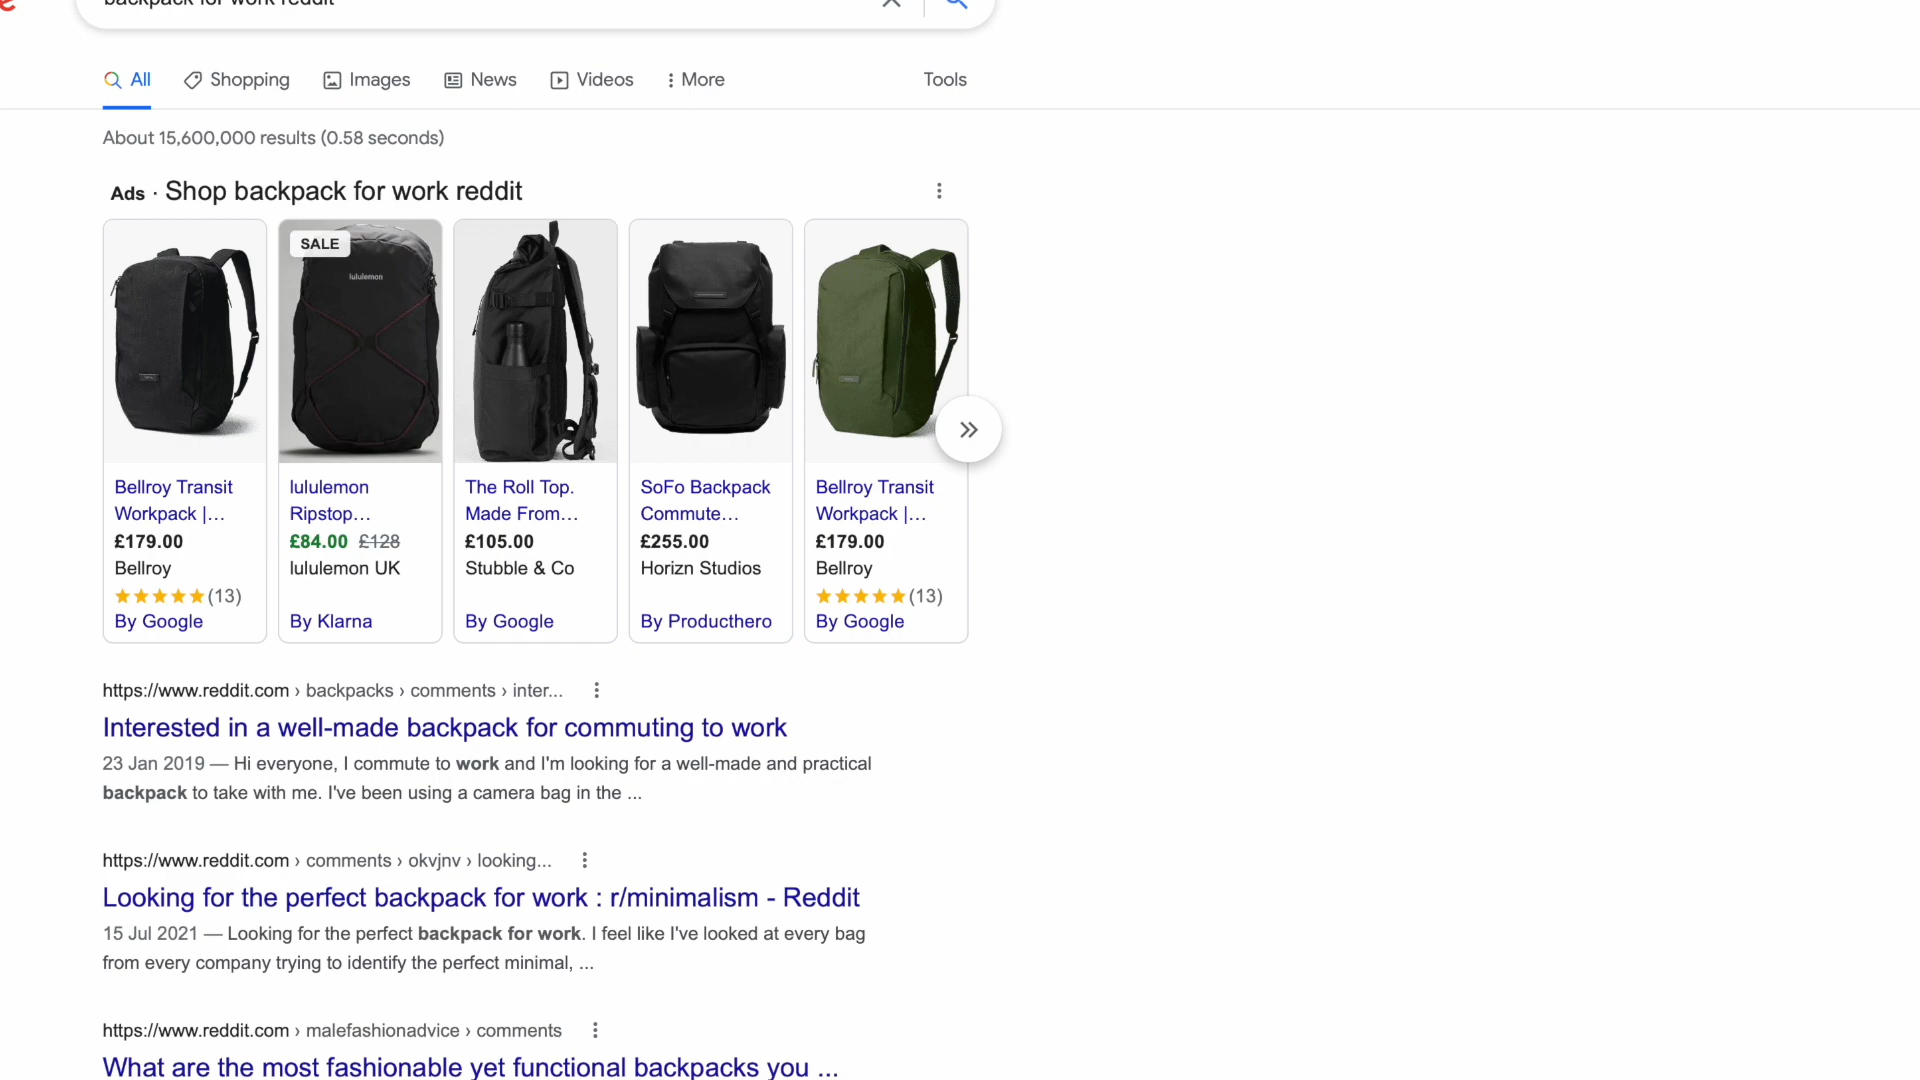 backpack for work reddit
All Shopping Images News Videos More Tools
About 15,600,000 results (0.58 seconds)
Ads · Shop backpack for work reddit
SALE
lululemon
Bellroy Transit
Workpack |...
£179.00
Bellroy
(13)
By Google
lululemon
Ripstop...
£84.00 £128
lululemon UK
By Klarna
The Roll Top.
Made From...
£105.00
Stubble & Co
By Google
SoFo Backpack
Commute...
£255.00
Horizn Studios
By Producthero
Bellroy Transit
Workpack |...
£179.00
Bellroy
(13)
By Google
https://www.reddit.com › backpacks › comments › inter...
Interested in a well-made backpack for commuting to work
23 Jan 2019 — Hi everyone, I commute to work and I'm looking for a well-made and practical
backpack to take with me. I've been using a camera bag in the ...
https://www.reddit.com › comments › okvjnv › looking...
Looking for the perfect backpack for work : r/minimalism - Reddit
15 Jul 2021 — Looking for the perfect backpack for work. I feel like I've looked at every bag
from every company trying to identify the perfect minimal, ...
https://www.reddit.com › malefashionadvice › comments
What are the most fashionable yet functional backpacks you ...